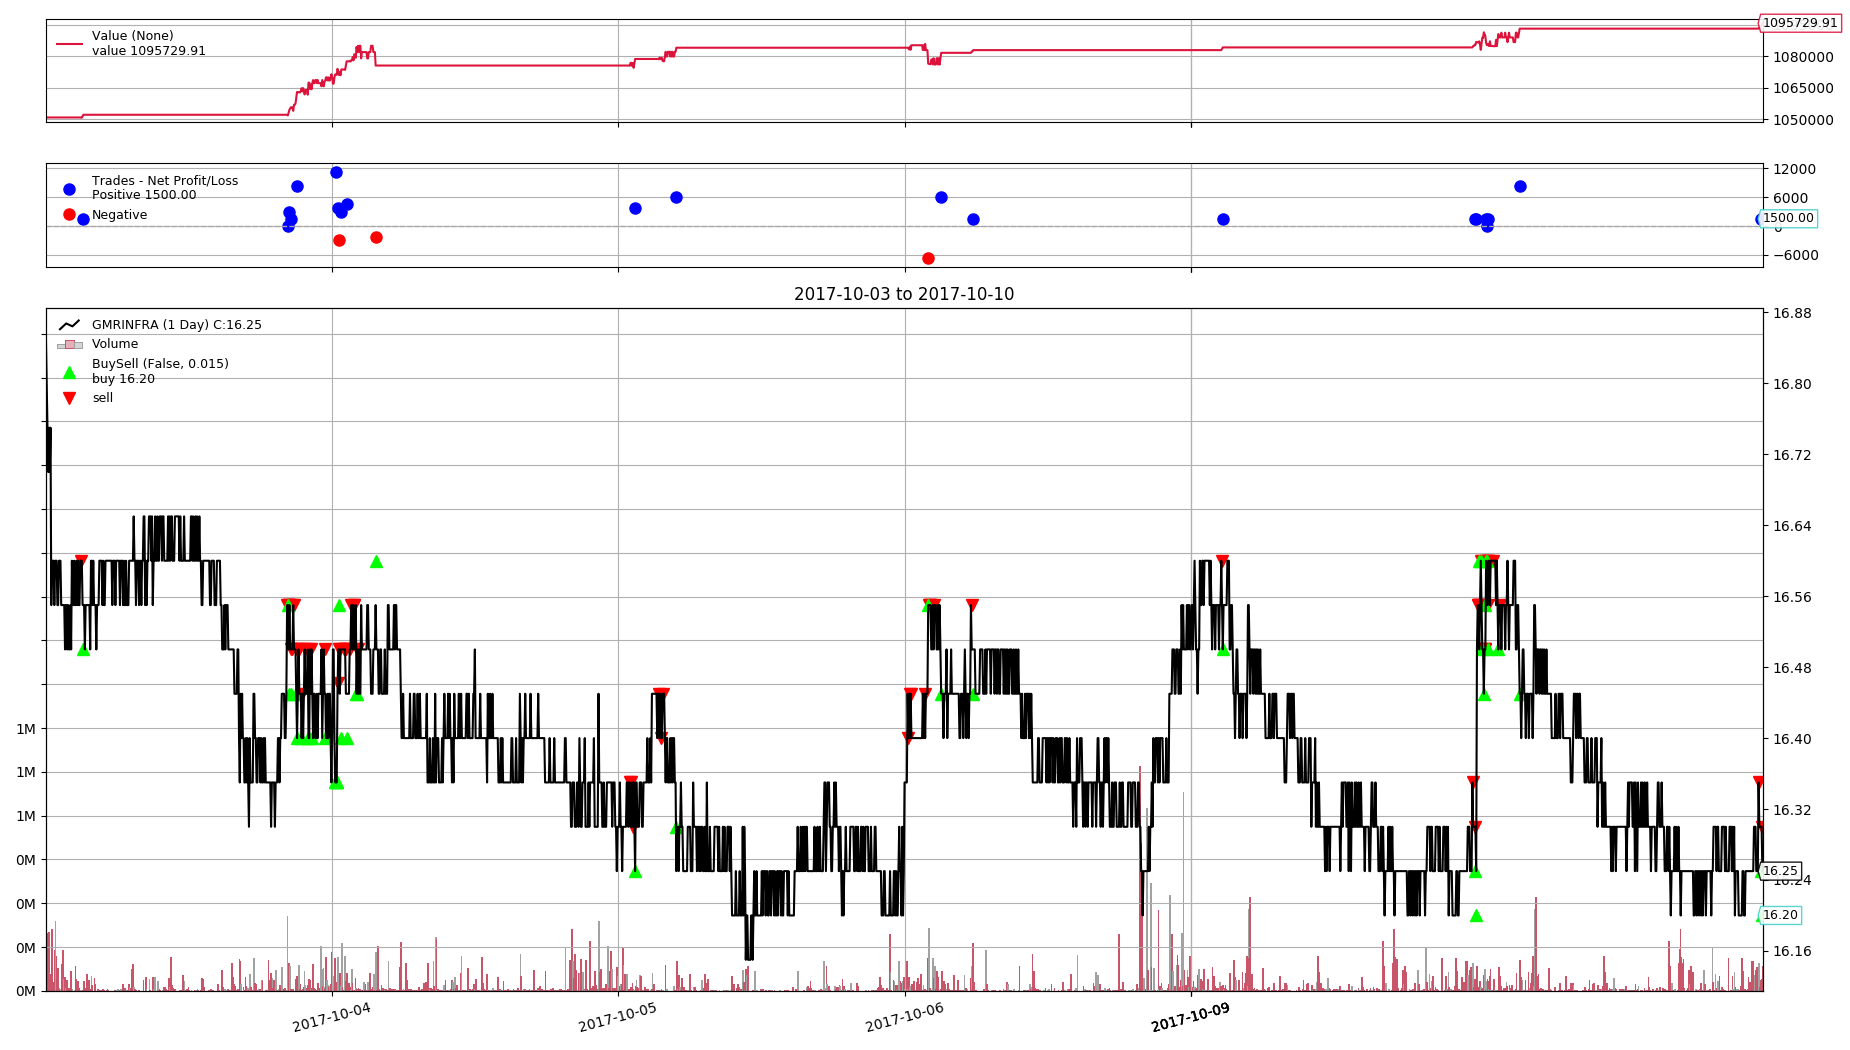 Value (None)
value 1095729.91
1095729.91
1080000
1065000
1050000
Trades - Net Profit/Loss
Positive 1500.00
Negative
12000
6000
1500.00
0
−6000
2017-10-03 to 2017-10-10
GMRINFRA (1 Day) C:16.25
Volume
BuySell (False, 0.015)
buy 16.20
sell
16.88
16.80
16.72
16.64
16.56
16.48
16.40
16.32
16.25
16.24
16.20
16.16
1M
1M
1M
0M
0M
0M
0M
2017-10-04
2017-10-05
2017-10-06
2017-10-09